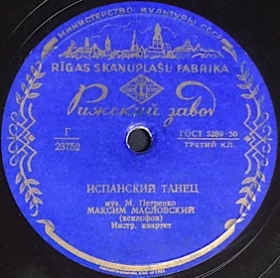 МИНИСТЕРСТВО КУЛЬТУРЫ СССР
RĪGAS SKAŅUPLAŠU FABRIKA
Рижский завод
Г
23752
ГОСТ 5289-50
ТРЕТИЙ КЛ.
ИСПАНСКИЙ ТАНЕЦ
муз. М. Петренко
МАКСИМ МАСЛОВСКИЙ
(ксилофон)
Инстр. квартет